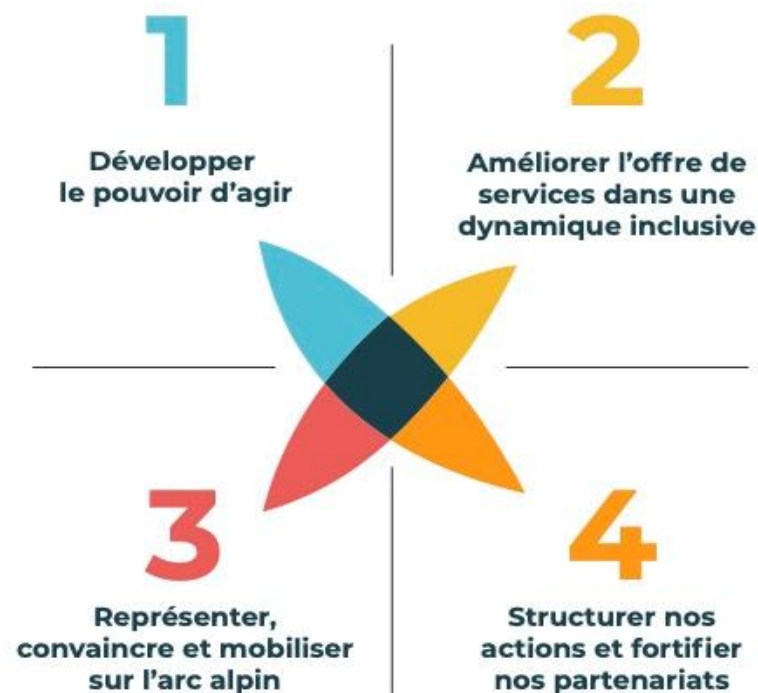 1
Développer
le pouvoir d'agir
2
Améliorer l'offre de
services dans une
dynamique inclusive
3
Représenter,
convaincre et mobiliser
sur l'arc alpin
4
Structurer nos
actions et fortifier
nos partenariats